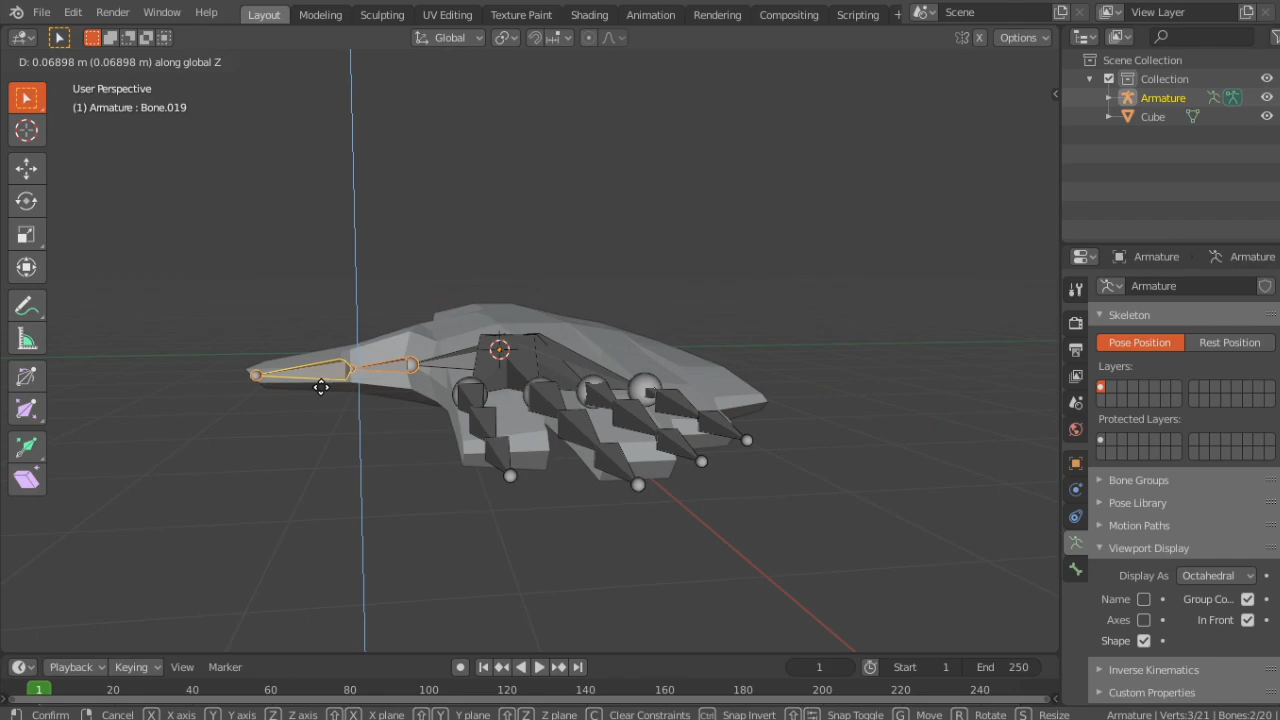 File Edit Render Window Help Layout Modeling Sculpting UV Editing Texture Paint Shading Animation Rendering Compositing Scripting + Scene View Layer
Global X Options
D: 0.06898 m (0.06898 m) along global Z
User Perspective
(1) Armature : Bone.019
Scene Collection
Collection
Armature
Cube
Armature Armature
Armature
Skeleton
Pose Position Rest Position
Layers:
Protected Layers:
Bone Groups
Pose Library
Motion Paths
Viewport Display
Display As Octahedral
Name Group Co...
Axes In Front
Shape
Inverse Kinematics
Custom Properties
Playback Keying View Marker 1 Start 1 End 250
1 20 40 60 80 100 120 140 160 180 200 220 240
Confirm Cancel X X axis Y Y axis Z Z axis X X plane Y Y plane Z Z plane C Clear Constraints Ctrl Snap Invert Snap Toggle G Move R Rotate S Resize Armature | Verts:3/21 | Bones:2/20 |